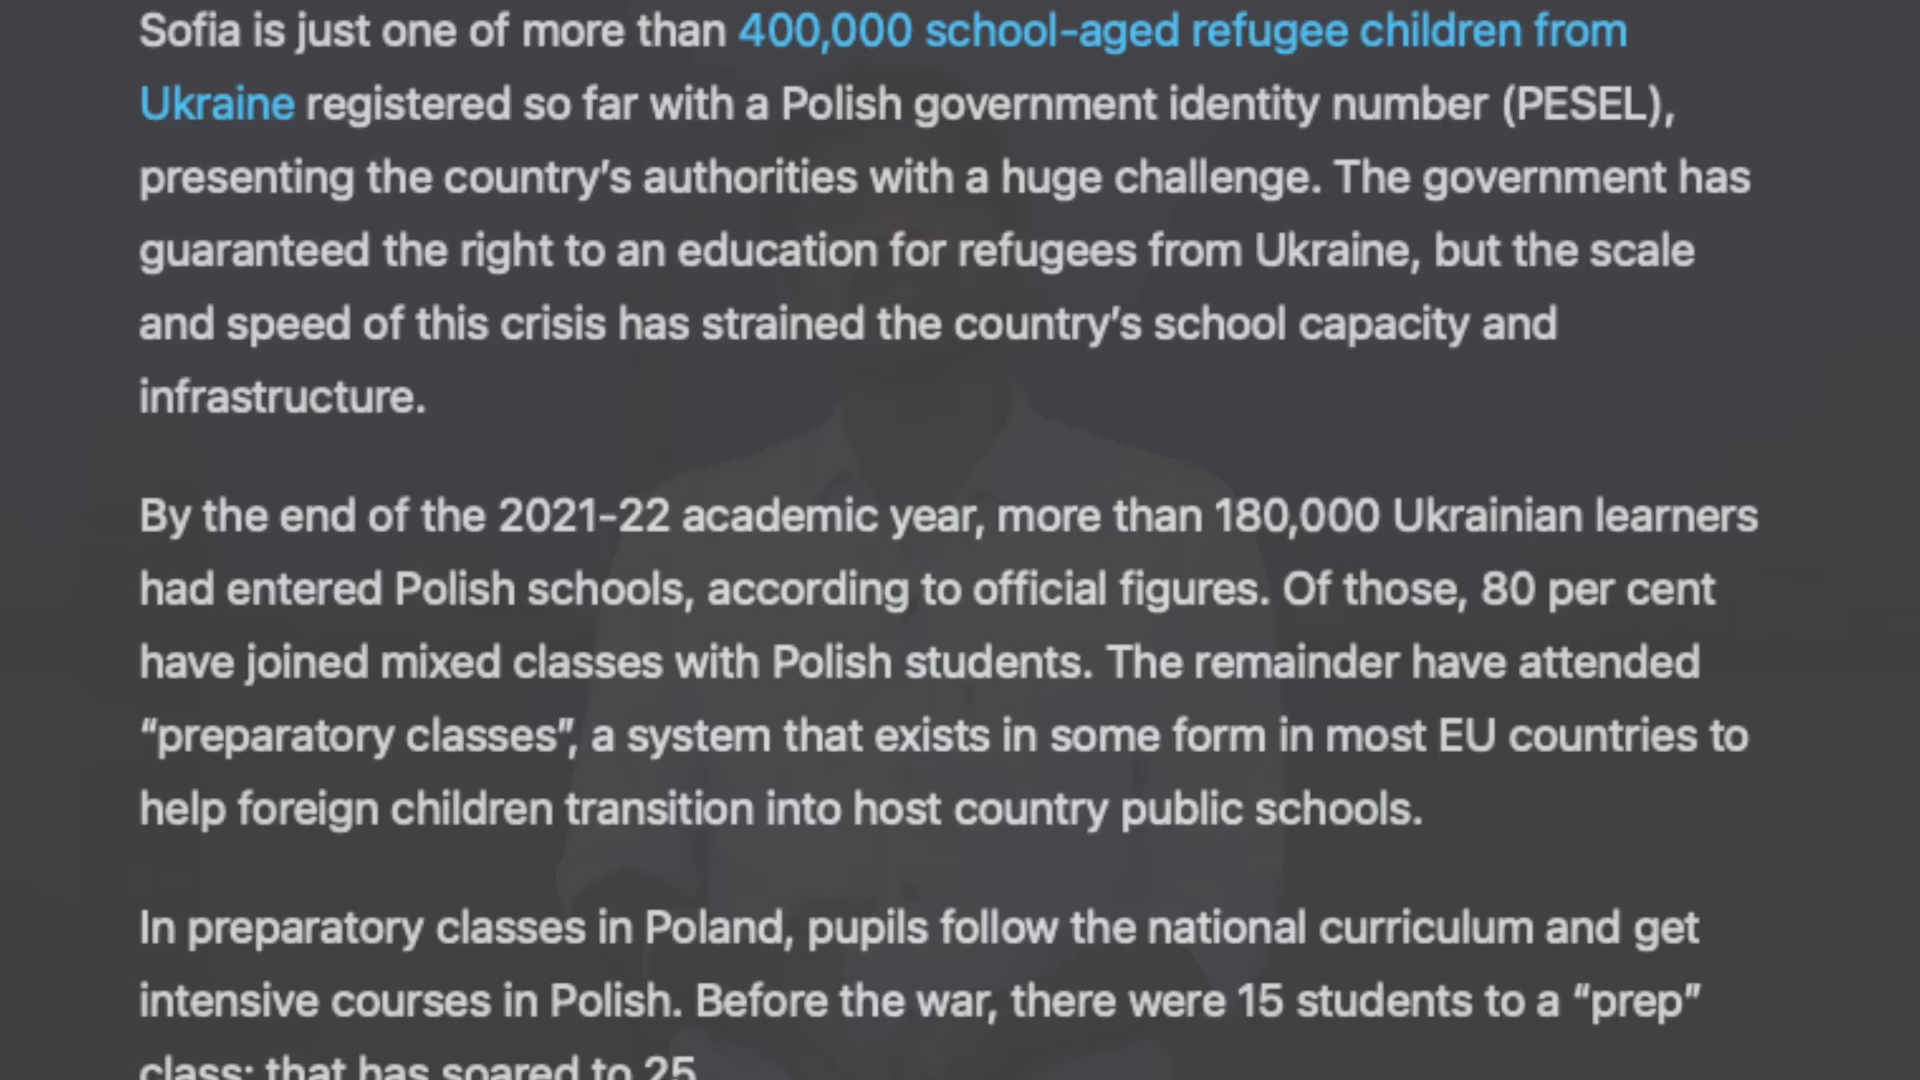 Sofia is just one of more than 400,000 school-aged refugee children from
Ukraine registered so far with a Polish government identity number (PESEL),
presenting the country’s authorities with a huge challenge. The government has
guaranteed the right to an education for refugees from Ukraine, but the scale
and speed of this crisis has strained the country’s school capacity and
infrastructure.
By the end of the 2021-22 academic year, more than 180,000 Ukrainian learners
had entered Polish schools, according to official figures. Of those, 80 per cent
have joined mixed classes with Polish students. The remainder have attended
“preparatory classes”, a system that exists in some form in most EU countries to
help foreign children transition into host country public schools.
In preparatory classes in Poland, pupils follow the national curriculum and get
intensive courses in Polish. Before the war, there were 15 students to a “prep”
class; that has soared to 25.